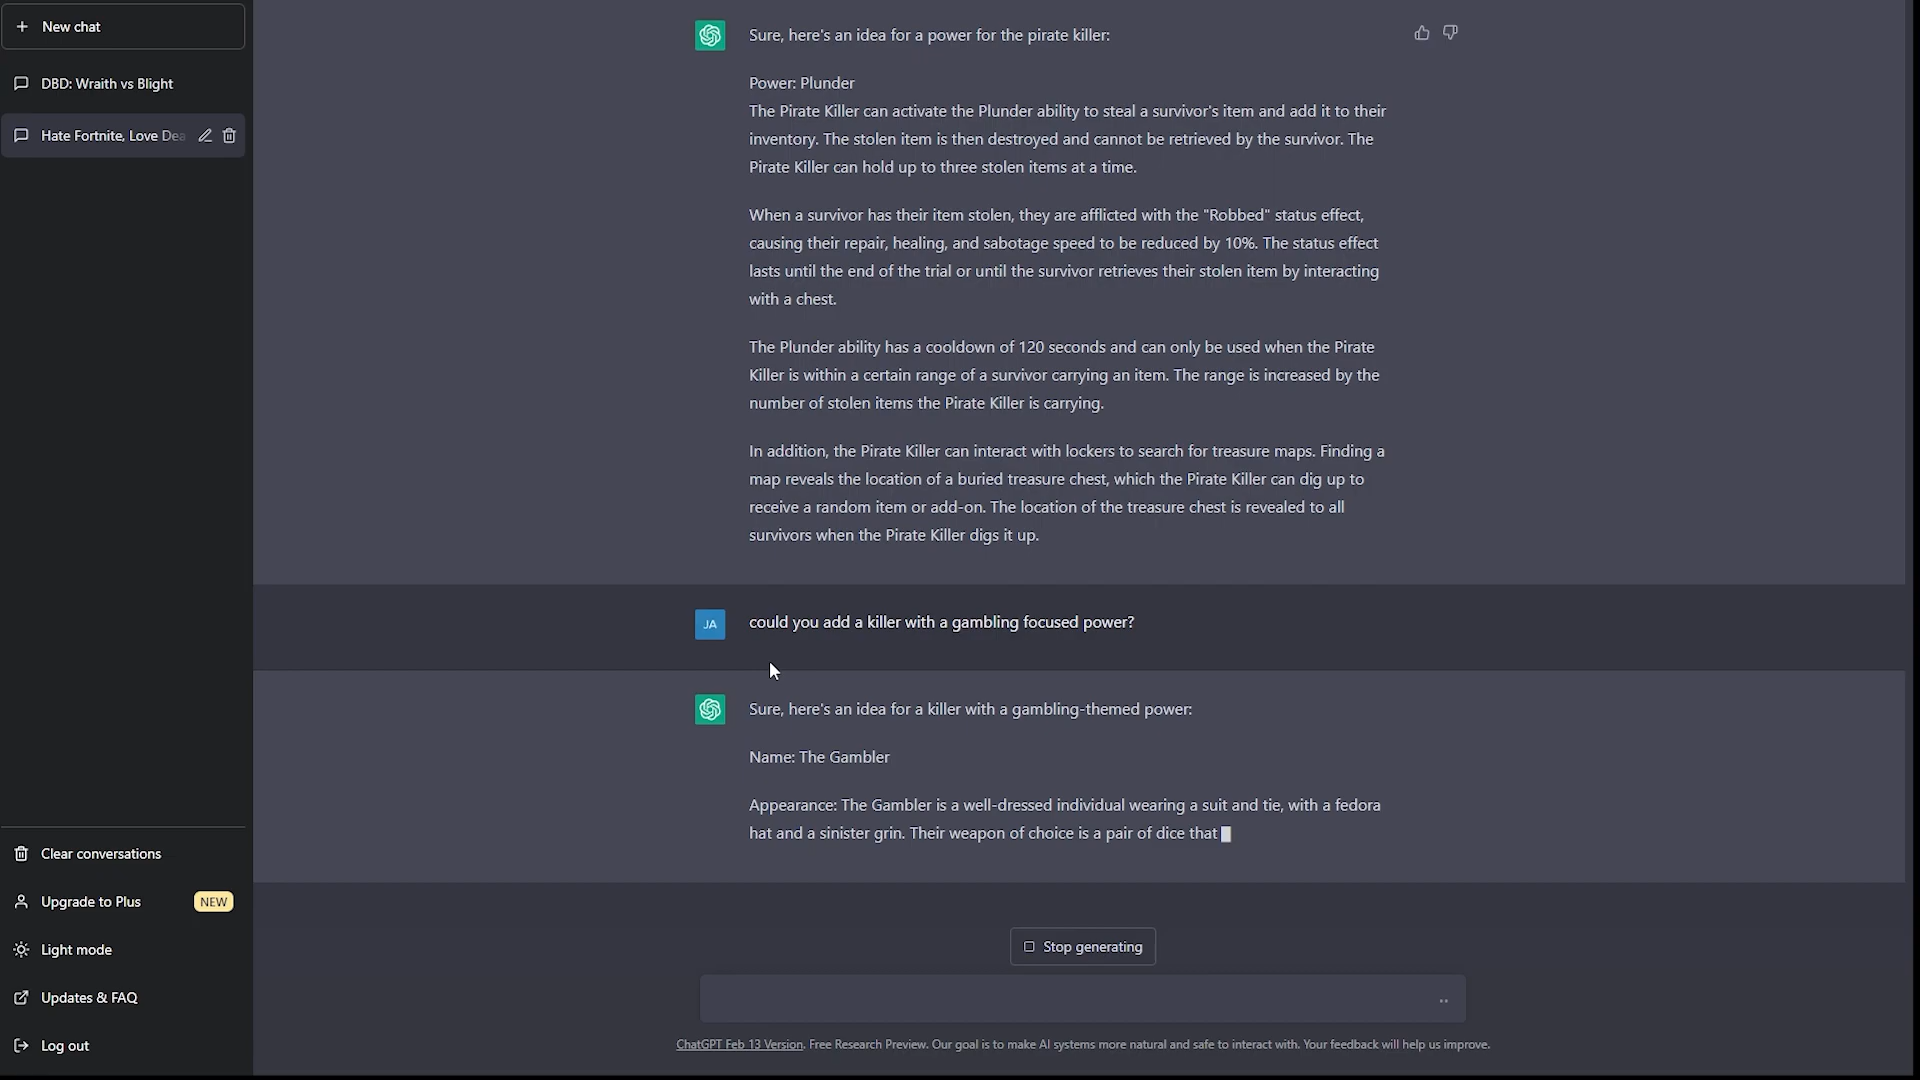 New chat
DBD: Wraith vs Blight
Hate Fortnite, Love Dea
Clear conversations
Upgrade to Plus
NEW
Light mode
Updates & FAQ
Log out
Sure, here's an idea for a power for the pirate killer:
Power: Plunder
The Pirate Killer can activate the Plunder ability to steal a survivor's item and add it to their
inventory. The stolen item is then destroyed and cannot be retrieved by the survivor. The
Pirate Killer can hold up to three stolen items at a time.
When a survivor has their item stolen, they are afflicted with the "Robbed" status effect,
causing their repair, healing, and sabotage speed to be reduced by 10%. The status effect
lasts until the end of the trial or until the survivor retrieves their stolen item by interacting
with a chest.
The Plunder ability has a cooldown of 120 seconds and can only be used when the Pirate
Killer is within a certain range of a survivor carrying an item. The range is increased by the
number of stolen items the Pirate Killer is carrying.
In addition, the Pirate Killer can interact with lockers to search for treasure maps. Finding a
map reveals the location of a buried treasure chest, which the Pirate Killer can dig up to
receive a random item or add-on. The location of the treasure chest is revealed to all
survivors when the Pirate Killer digs it up.
JA
could you add a killer with a gambling focused power?
Sure, here's an idea for a killer with a gambling-themed power:
Name: The Gambler
Appearance: The Gambler is a well-dressed individual wearing a suit and tie, with a fedora
hat and a sinister grin. Their weapon of choice is a pair of dice that
Stop generating
ChatGPT Feb 13 Version. Free Research Preview. Our goal is to make AI systems more natural and safe to interact with. Your feedback will help us improve.